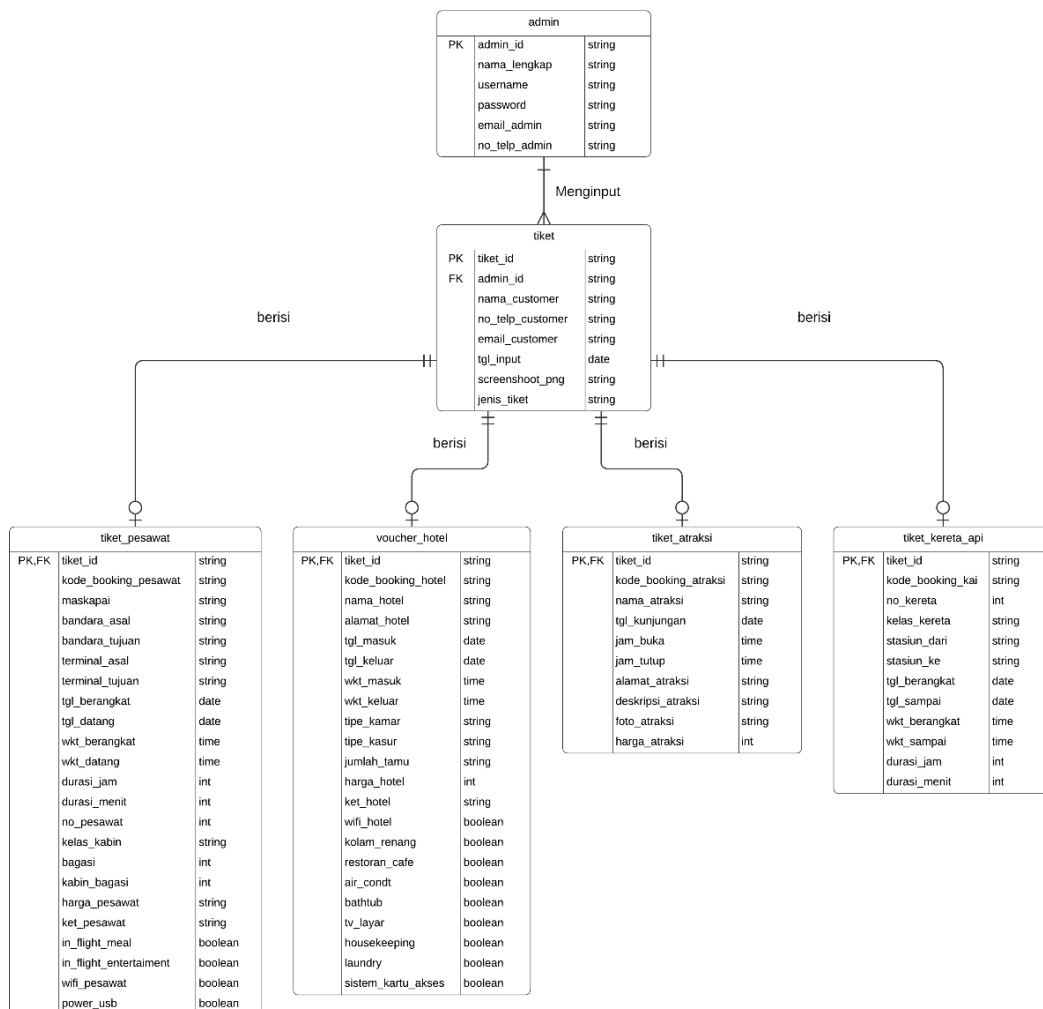 admin
PK admin_id string
nama_lengkap string
username string
password string
email_admin string
no_telp_admin string
Menginput
tiket
PK tiket_id string
FK admin_id string
nama_customer string
no_telp_customer string
email_customer string
tgl_input date
screenshoot_png string
jenis_tiket string
berisi
berisi
berisi
berisi
tiket_pesawat
PK,FK tiket_id string
kode_booking_pesawat string
maskapai string
bandara_asal string
bandara_tujuan string
terminal_asal string
terminal_tujuan string
tgl_berangkat date
tgl_datang date
wkt_berangkat time
wkt_datang time
durasi_jam int
durasi_menit int
no_pesawat int
kelas_kabin string
bagasi int
kabin_bagasi int
harga_pesawat string
ket_pesawat string
in_flight_meal boolean
in_flight_entertaiment boolean
wifi_pesawat boolean
power_usb boolean
voucher_hotel
PK,FK tiket_id string
kode_booking_hotel string
nama_hotel string
alamat_hotel string
tgl_masuk date
tgl_keluar date
wkt_masuk time
wkt_keluar time
tipe_kamar string
tipe_kasur string
jumlah_tamu string
harga_hotel int
ket_hotel string
wifi_hotel boolean
kolam_renang boolean
restoran_cafe boolean
air_condt boolean
bathtub boolean
tv_layar boolean
housekeeping boolean
laundry boolean
sistem_kartu_akses boolean
tiket_atraksi
PK,FK tiket_id string
kode_booking_atraksi string
nama_atraksi string
tgl_kunjungan date
jam_buka time
jam_tutup time
alamat_atraksi string
deskripsi_atraksi string
foto_atraksi string
harga_atraksi int
tiket_kereta_api
PK,FK tiket_id string
kode_booking_kai string
no_kereta int
kelas_kereta string
stasiun_dari string
stasiun_ke string
tgl_berangkat date
tgl_sampai date
wkt_berangkat time
wkt_sampai time
durasi_jam int
durasi_menit int